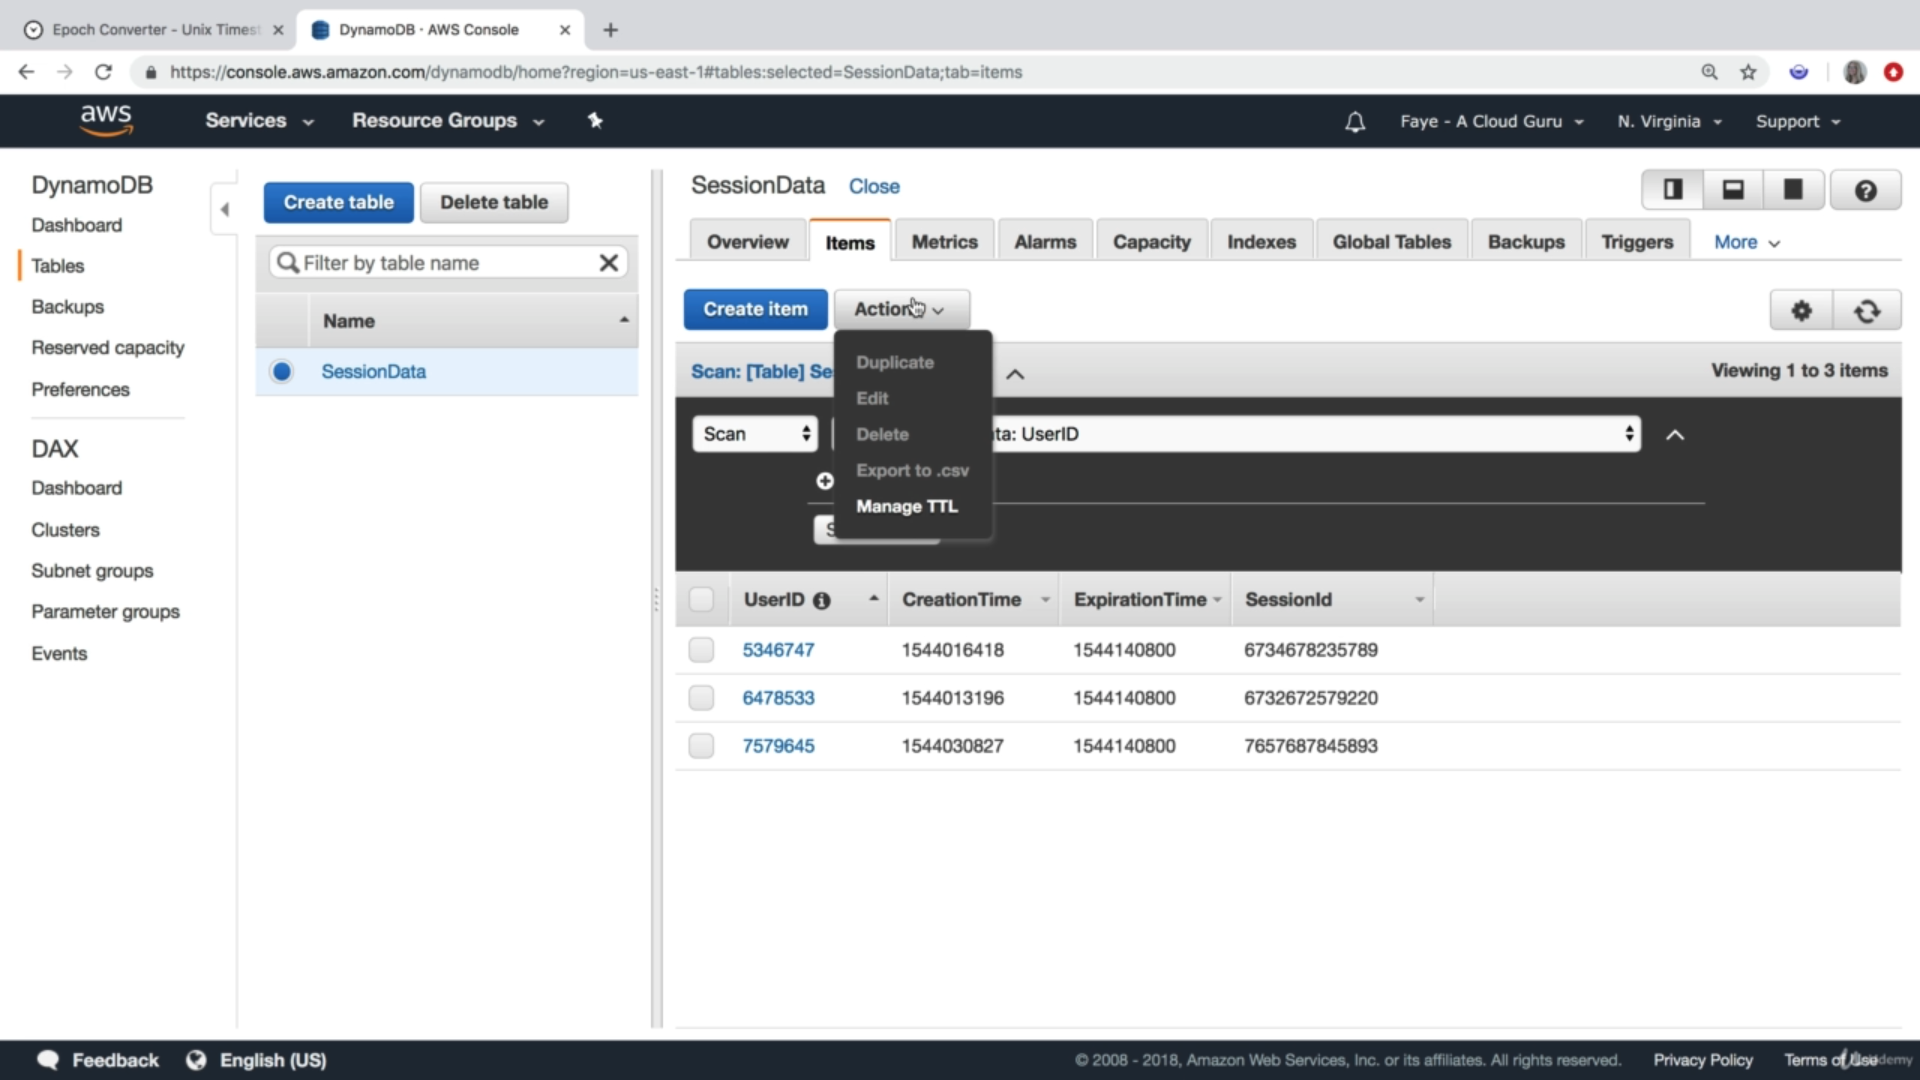 Epoch Converter - Unix Timest
DynamoDB · AWS Console
https://console.aws.amazon.com/dynamodb/home?region=us-east-1#tables:selected=SessionData;tab=items
aws
Services
Resource Groups
Faye - A Cloud Guru
N. Virginia
Support
DynamoDB
Dashboard
Tables
Backups
Reserved capacity
Preferences
DAX
Dashboard
Clusters
Subnet groups
Parameter groups
Events
Create table
Delete table
Filter by table name
Name
SessionData
SessionData Close
Overview
Items
Metrics
Alarms
Capacity
Indexes
Global Tables
Backups
Triggers
More
Create item
Action
Duplicate
Edit
Delete
Export to .csv
Manage TTL
Scan: [Table] Se
Viewing 1 to 3 items
Scan
ta: UserID
S
UserID CreationTime ExpirationTime SessionId
5346747 1544016418 1544140800 6734678235789
6478533 1544013196 1544140800 6732672579220
7579645 1544030827 1544140800 7657687845893
Feedback
English (US)
© 2008 - 2018, Amazon Web Services, Inc. or its affiliates. All rights reserved.
Privacy Policy
Terms of Use